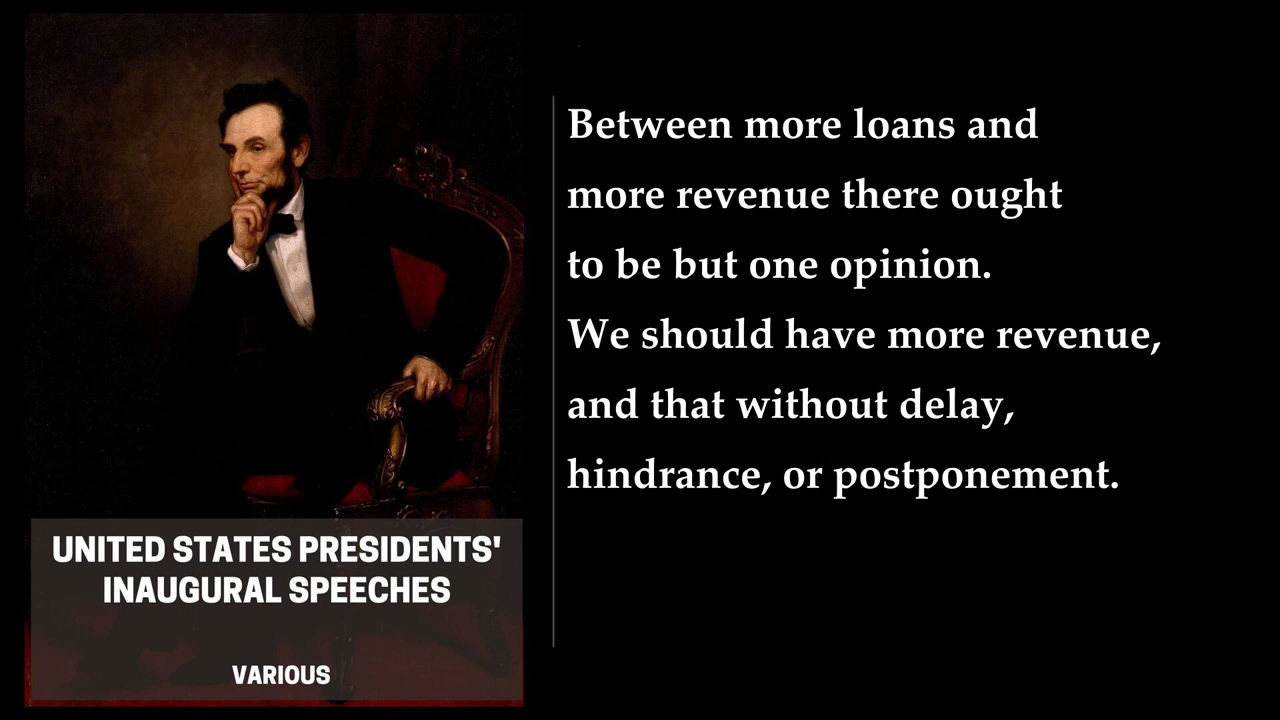 Between more loans and
more revenue there ought
to be but one opinion.
We should have more revenue,
and that without delay,
hindrance, or postponement.
UNITED STATES PRESIDENTS'
INAUGURAL SPEECHES
VARIOUS